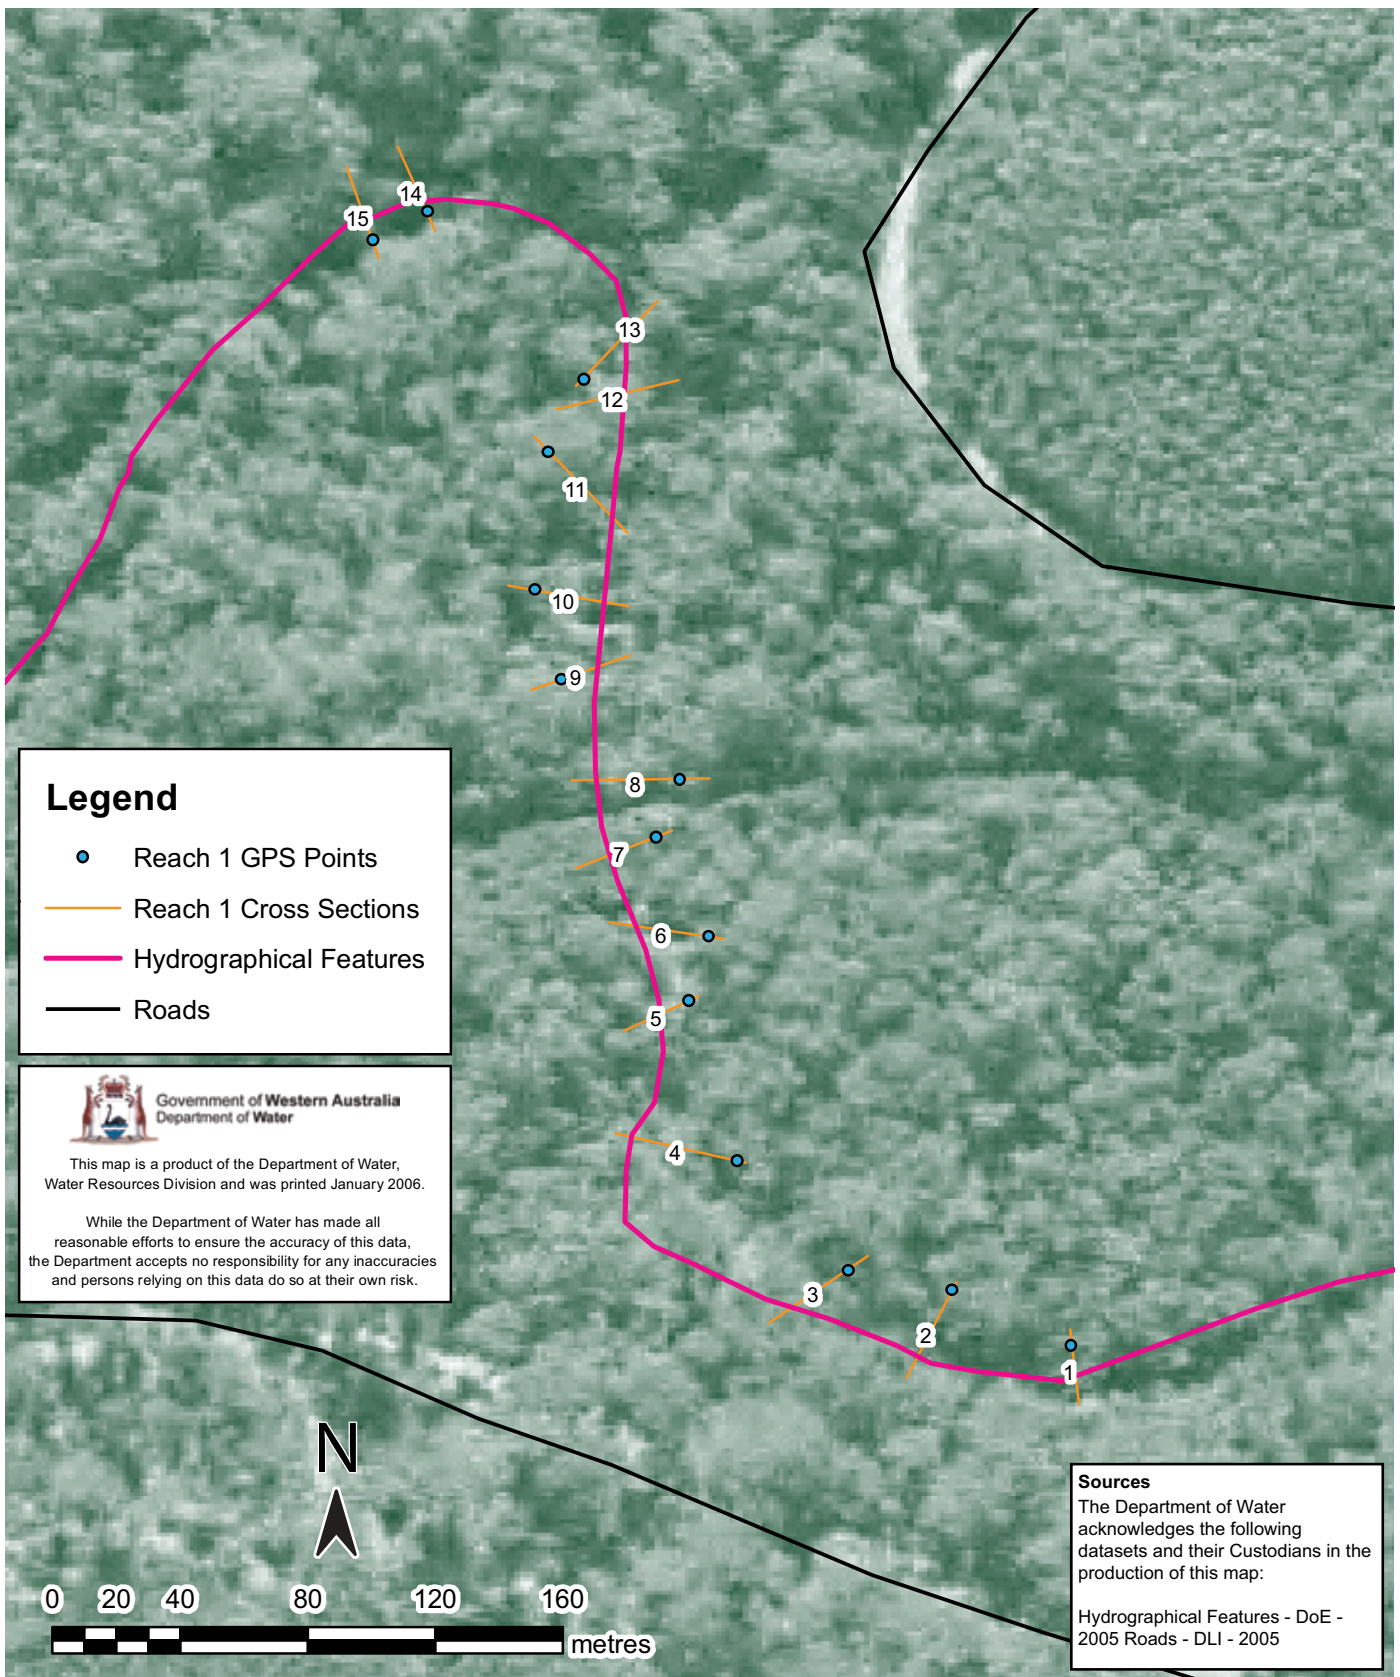 14
15
13
12
11
10
9
8
7
6
5
4
3
2
1
Legend
Reach 1 GPS Points
Reach 1 Cross Sections
Hydrographical Features
Roads
Government of Western Australia
Department of Water
This map is a product of the Department of Water,
Water Resources Division and was printed January 2006.
While the Department of Water has made all
reasonable efforts to ensure the accuracy of this data,
the Department accepts no responsibility for any inaccuracies
and persons relying on this data do so at their own risk.
N
0 20 40 80 120 160
metres
Sources
The Department of Water
acknowledges the following
datasets and their Custodians in the
production of this map:
Hydrographical Features - DoE -
2005 Roads - DLI - 2005